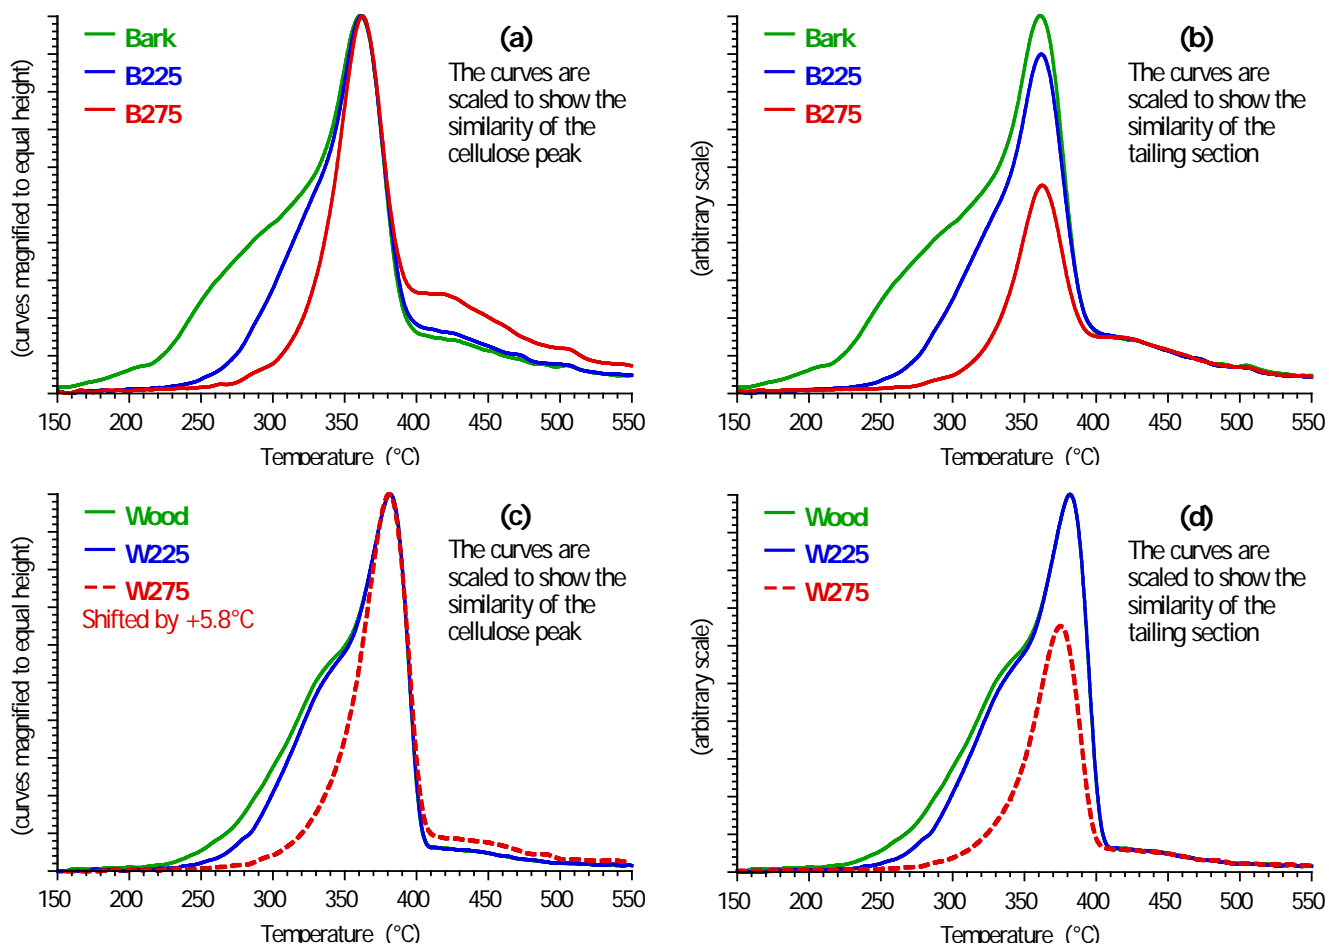 (curves magnified to equal height)
Bark
B225
B275
(a)
The curves are
scaled to show the
similarity of the
cellulose peak
150 200 250 300 350 400 450 500 550
Temperature (°C)
(arbitrary scale)
Bark
B225
B275
(b)
The curves are
scaled to show the
similarity of the
tailing section
150 200 250 300 350 400 450 500 550
Temperature (°C)
(curves magnified to equal height)
Wood
W225
W275
Shifted by +5.8°C
(c)
The curves are
scaled to show the
similarity of the
cellulose peak
150 200 250 300 350 400 450 500 550
Temperature (°C)
(arbitrary scale)
Wood
W225
W275
(d)
The curves are
scaled to show the
similarity of the
tailing section
150 200 250 300 350 400 450 500 550
Temperature (°C)